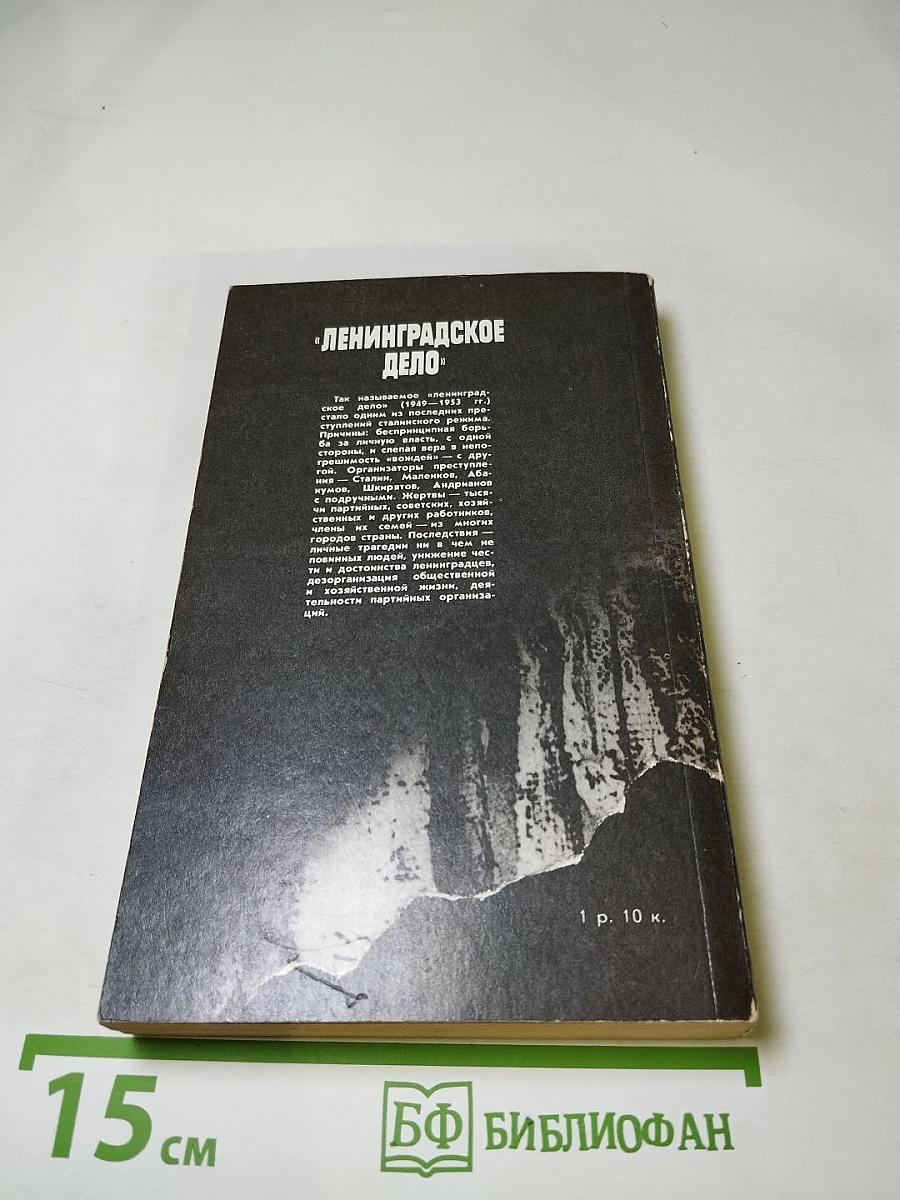 «ЛЕНИНГРАДСКОЕ
ДЕЛО»
Так называемое «ленинград-
ское дело» (1949—1953 гг.)
стало одним из последних пре-
ступлений сталинского режима.
Причины: беспринципная борь-
ба за личную власть, с одной
стороны, и слепая вера в непо-
грешимость «вождей» — с дру-
гой. Организаторы преступле-
ния — Сталин, Маленков, Аба-
кумов, Шкирятов, Андрианов
с подручными. Жертвы — тыся-
чи партийных, советских, хозяй-
ственных и других работников,
члены их семей — из многих
городов страны. Последствия —
личные трагедии ни в чем не
повинных людей, унижение чес-
ти и достоинства ленинградцев,
дезорганизация общественной
и хозяйственной жизни, дея-
тельности партийных организа-
ций.
1 р. 10 к.
15 см
БФ БИБЛИОФАН